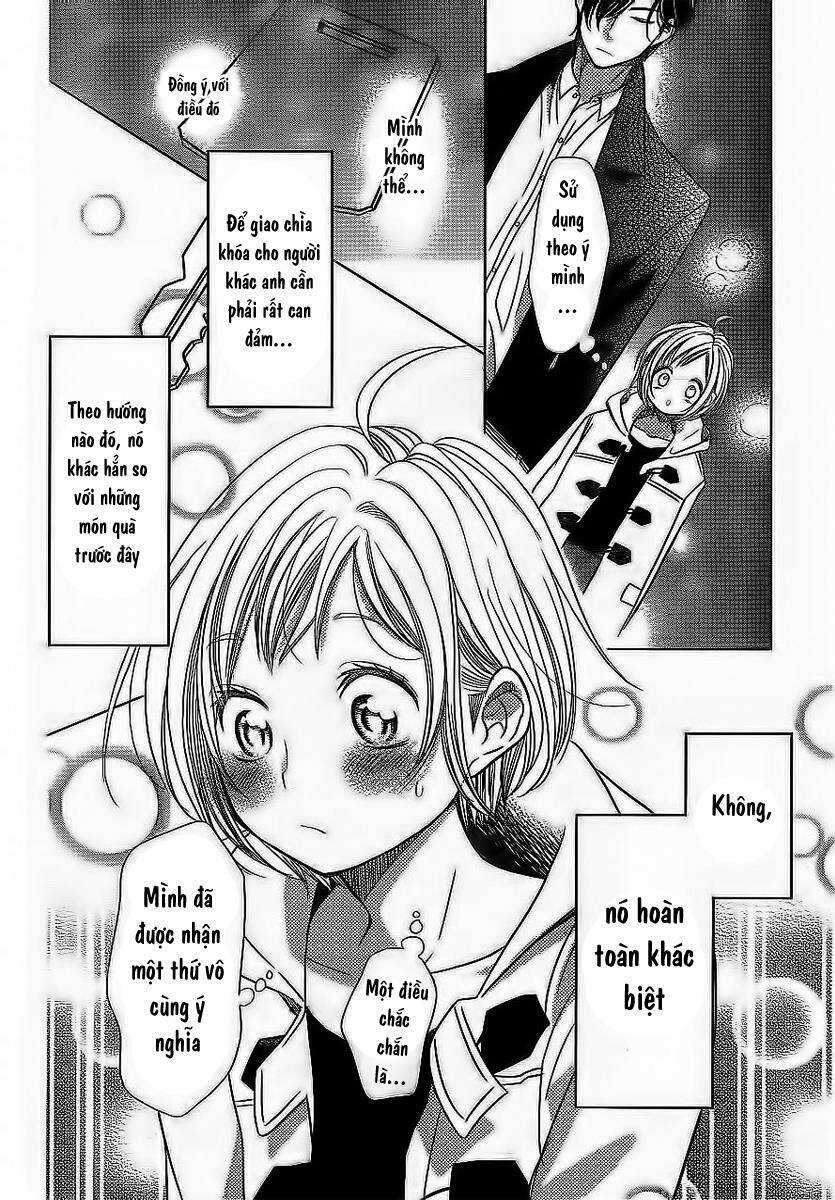 Sử
dụng
theo ý
mình
...
Mình
không
thể...
Đồng ý,với
điều đó
Để giao chìa
khóa cho người
khác anh cần
phải rất can
đảm...
Theo hướng
nào đó, nó
khác hẳn so
với những
món quà
trước đây
Không,
nó hoàn
toàn khác
biệt
Một điều
chắc
chắn
là...
Mình đã
được nhận
một thứ vô
cùng ý
nghĩa